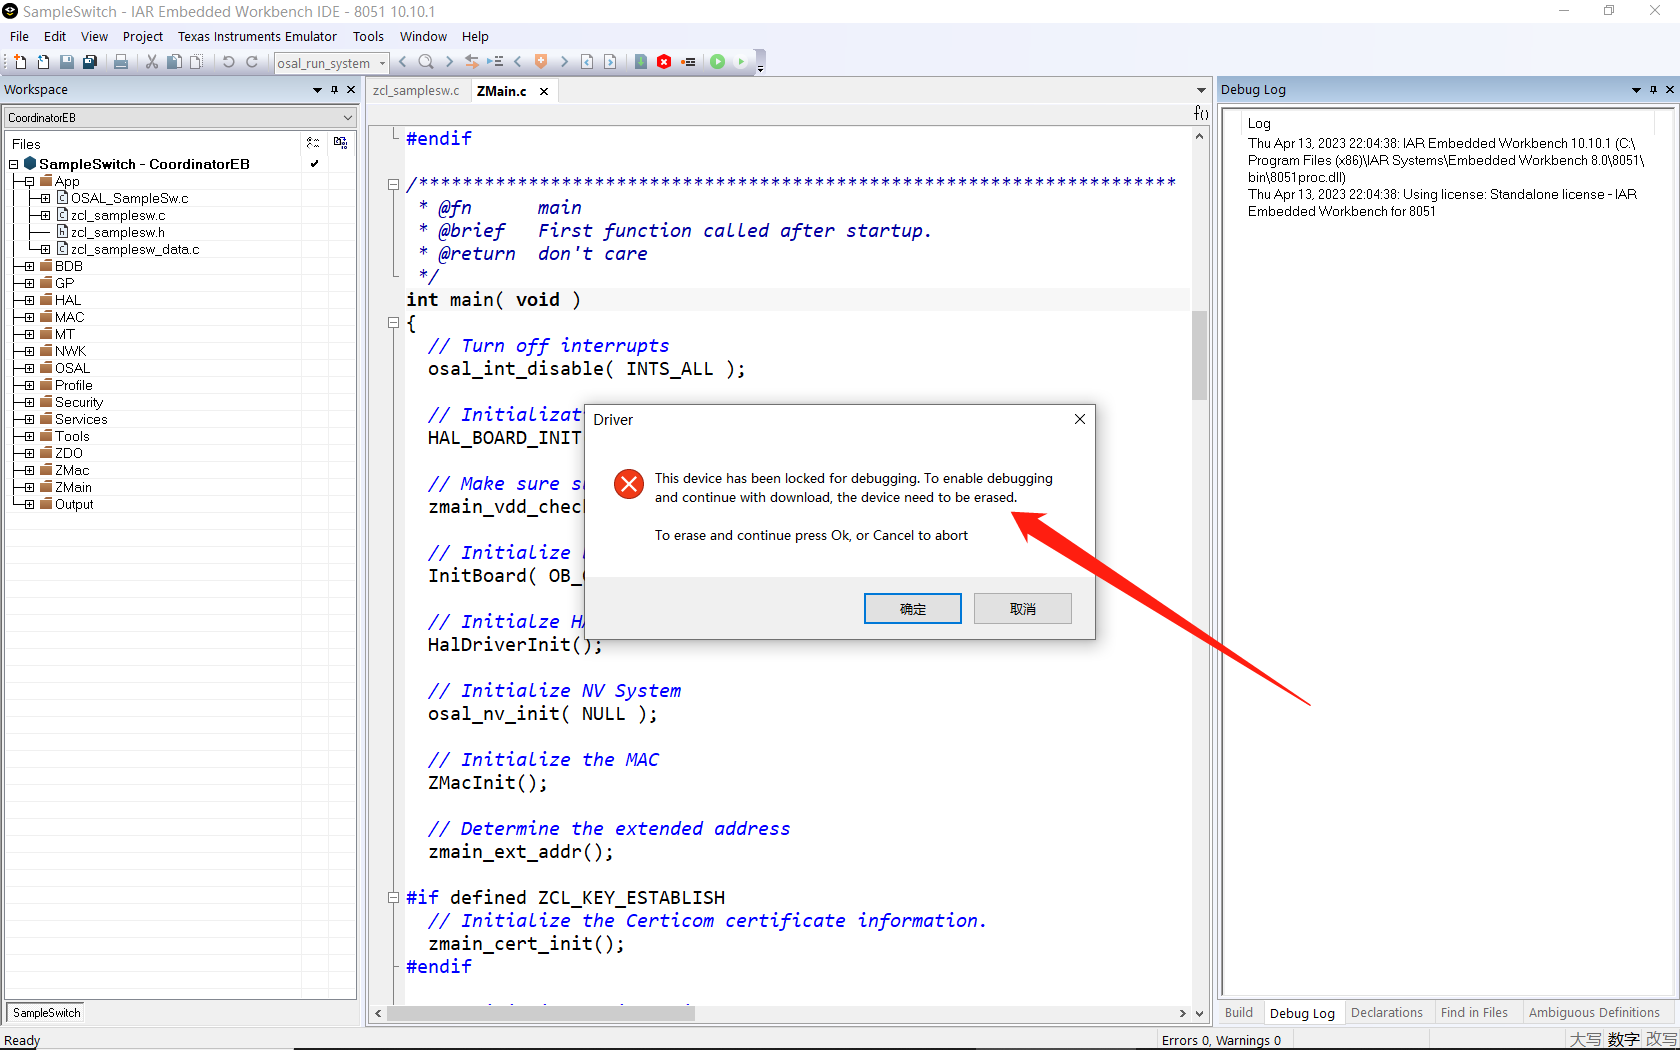 SampleSwitch - IAR Embedded Workbench IDE - 8051 10.10.1
File Edit View Project Texas Instruments Emulator Tools Window Help
osal_run_system
Workspace
CoordinatorEB
Files
SampleSwitch - CoordinatorEB
App
OSAL_SampleSw.c
zcl_samplesw.c
zcl_samplesw.h
zcl_samplesw_data.c
BDB
GP
HAL
MAC
MT
NWK
OSAL
Profile
Security
Services
Tools
ZDO
ZMac
ZMain
Output
SampleSwitch
zcl_samplesw.c ZMain.c
f()
#endif
/*********************************************************************
* @fn main
* @brief First function called after startup.
* @return don't care
*/
int main( void )
{
// Turn off interrupts
osal_int_disable( INTS_ALL );
// Initializat
HAL_BOARD_INIT
// Make sure s
zmain_vdd_chec
// Initialize
InitBoard( OB_
// Initialze H
HalDriverInit();
// Initialize NV System
osal_nv_init( NULL );
// Initialize the MAC
ZMacInit();
// Determine the extended address
zmain_ext_addr();
#if defined ZCL_KEY_ESTABLISH
// Initialize the Certicom certificate information.
zmain_cert_init();
#endif
Driver
This device has been locked for debugging. To enable debugging
and continue with download, the device need to be erased.
To erase and continue press Ok, or Cancel to abort
确定 取消
Debug Log
Log
Thu Apr 13, 2023 22:04:38: IAR Embedded Workbench 10.10.1 (C:\
Program Files (x86)\IAR Systems\Embedded Workbench 8.0\8051\
bin\8051proc.dll)
Thu Apr 13, 2023 22:04:38: Using license: Standalone license - IAR
Embedded Workbench for 8051
Build Debug Log Declarations Find in Files Ambiguous Definitions
Ready Errors 0, Warnings 0 大写 数字 改写